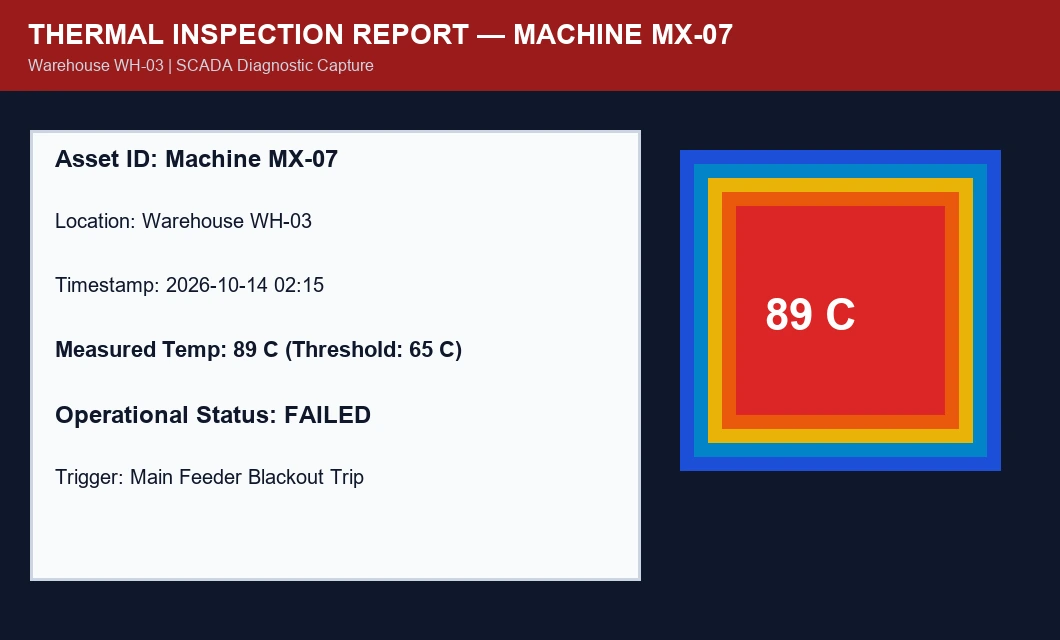 THERMAL INSPECTION REPORT — MACHINE MX-07
Warehouse WH-03 | SCADA Diagnostic Capture
Asset ID: Machine MX-07
Location: Warehouse WH-03
Timestamp: 2026-10-14 02:15
Measured Temp: 89 C (Threshold: 65 C)
Operational Status: FAILED
Trigger: Main Feeder Blackout Trip
89 C